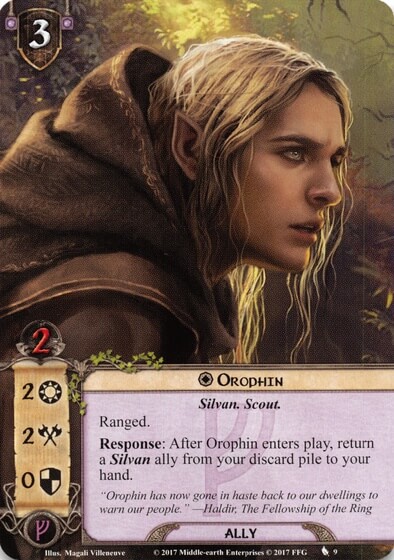 3
2
2
2
0
Orophin
Silvan. Scout.
Ranged.
Response: After Orophin enters play, return
a Silvan ally from your discard pile to your
hand.
"Orophin has now gone in haste back to our dwellings to
warn our people." —Haldir, The Fellowship of the Ring
ALLY
Illus. Magali Villeneuve
© 2017 Middle-earth Enterprises © 2017 FFG
9